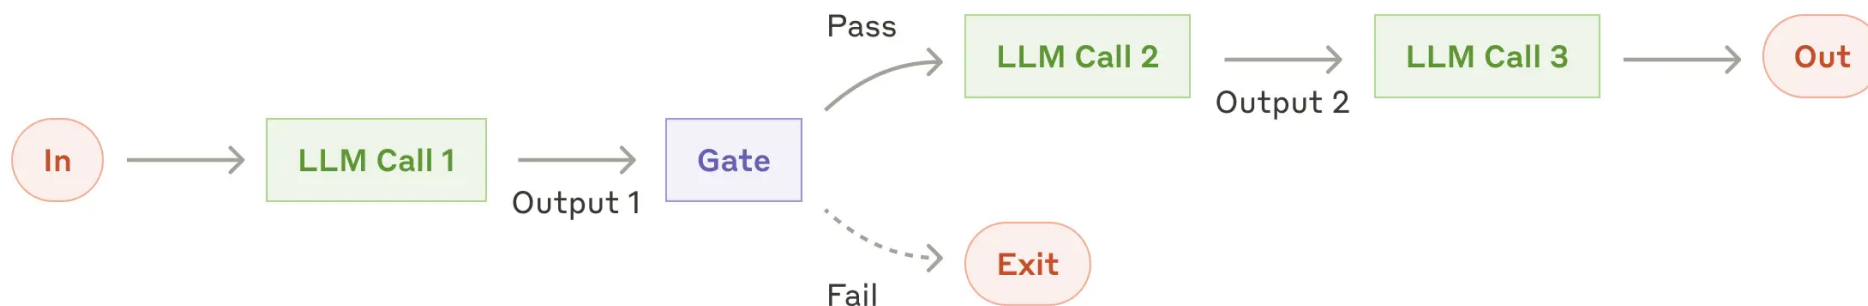 Pass
LLM Call 2
Output 2
LLM Call 3
Out
In
LLM Call 1
Output 1
Gate
Exit
Fail